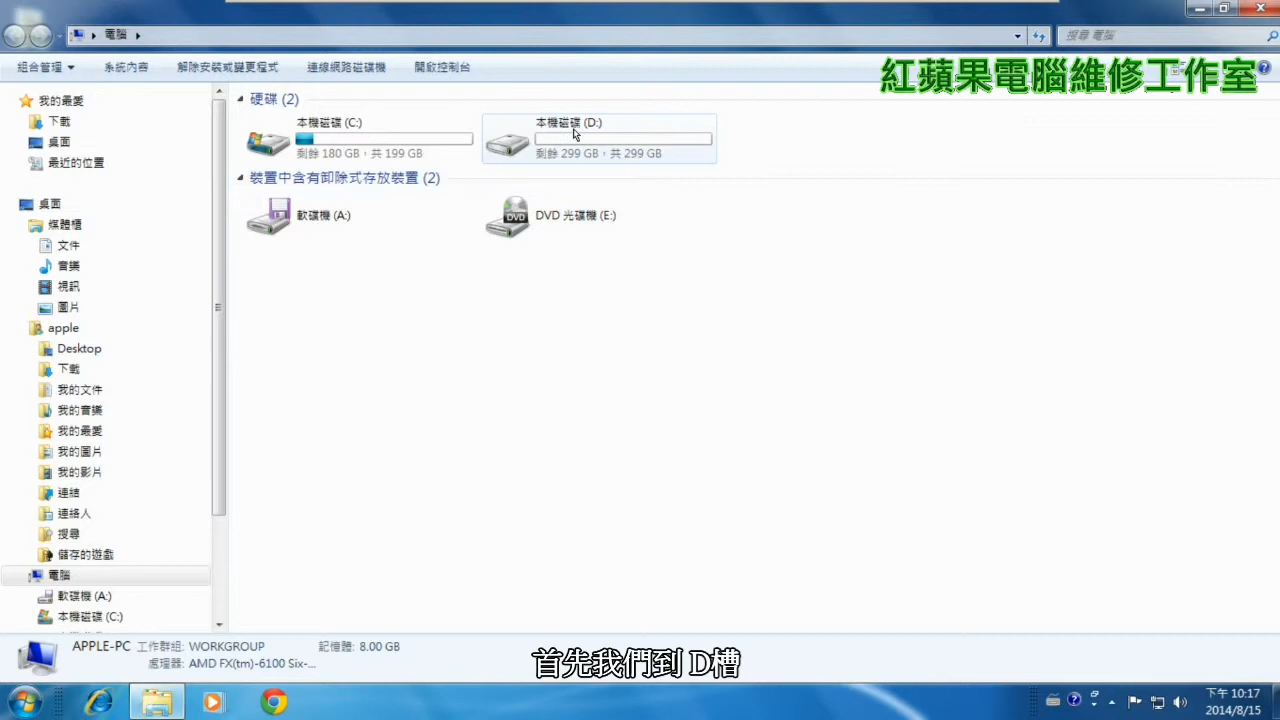 電腦
搜尋 電腦
組合管理
系統內容
解除安裝或變更程式
連線網路磁碟機
開啟控制台
紅蘋果電腦維修工作室
我的最愛
下載
桌面
最近的位置
桌面
媒體櫃
文件
音樂
視訊
圖片
apple
Desktop
下載
我的文件
我的音樂
我的最愛
我的圖片
我的影片
連結
連絡人
搜尋
儲存的遊戲
電腦
軟碟機 (A:)
本機磁碟 (C:)
硬碟 (2)
本機磁碟 (C:)
剩餘 180 GB，共 199 GB
本機磁碟 (D:)
剩餘 299 GB，共 299 GB
裝置中含有卸除式存放裝置 (2)
軟碟機 (A:)
DVD
DVD 光碟機 (E:)
APPLE-PC 工作群組: WORKGROUP 記憶體: 8.00 GB
處理器: AMD FX(tm)-6100 Six-...
首先我們到 D槽
下午 10:17
2014/8/15